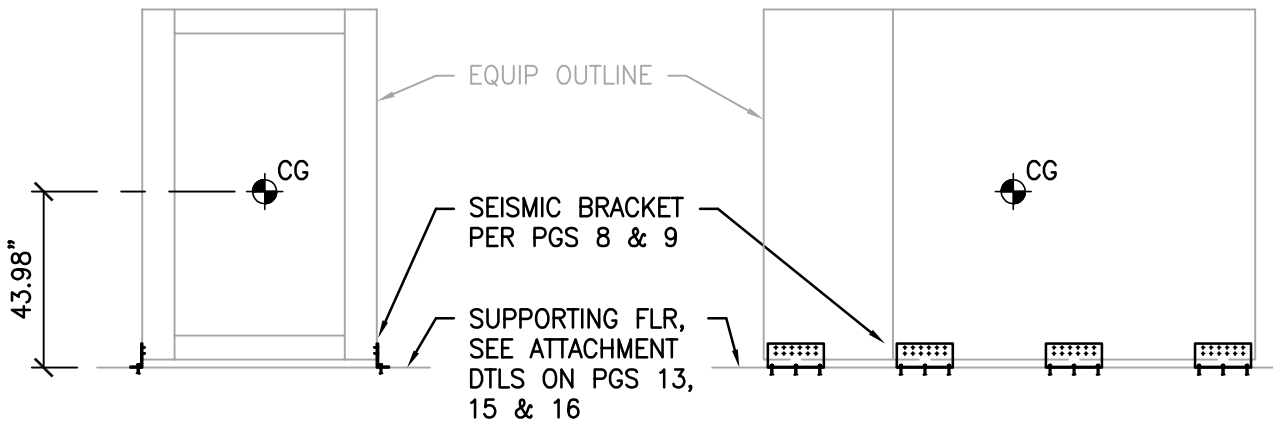 EQUIP OUTLINE
CG
CG
SEISMIC BRACKET
PER PGS 8 & 9
43.98"
SUPPORTING FLR,
SEE ATTACHMENT
DTLS ON PGS 13,
15 & 16